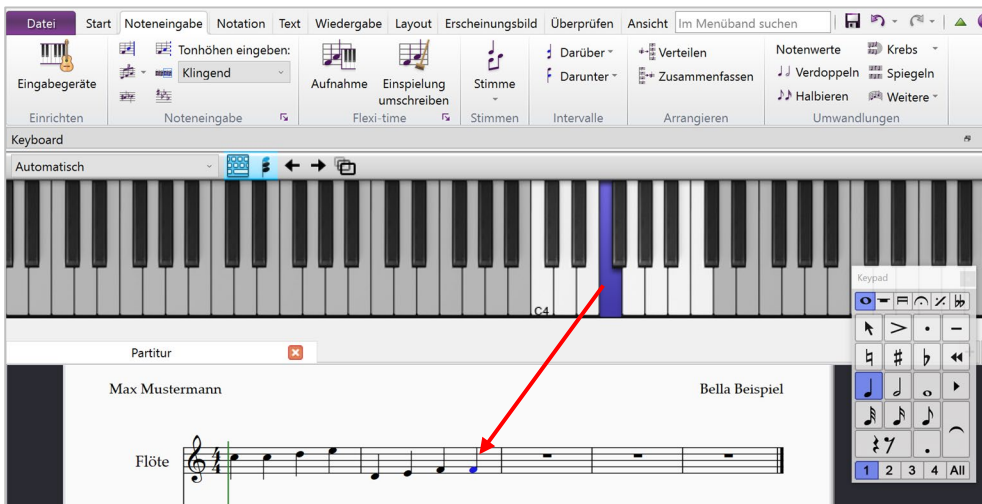 Datei Start Noteneingabe Notation Text Wiedergabe Layout Erscheinungsbild Überprüfen Ansicht Im Menüband suchen
Tonhöhen eingeben: Darüber Verteilen Notenwerte Krebs
Eingabegeräte Klingend Aufnahme Einspielung umschreiben Stimme Darunter Zusammenfassen Verdoppeln Spiegeln
Halbieren Weitere
Einrichten Noteneingabe Flexi-time Stimmen Intervalle Arrangieren Umwandlungen
Keyboard
Automatisch
Keypad
C4
Partitur
Max Mustermann Bella Beispiel
Flöte 4
4
1 2 3 4 All